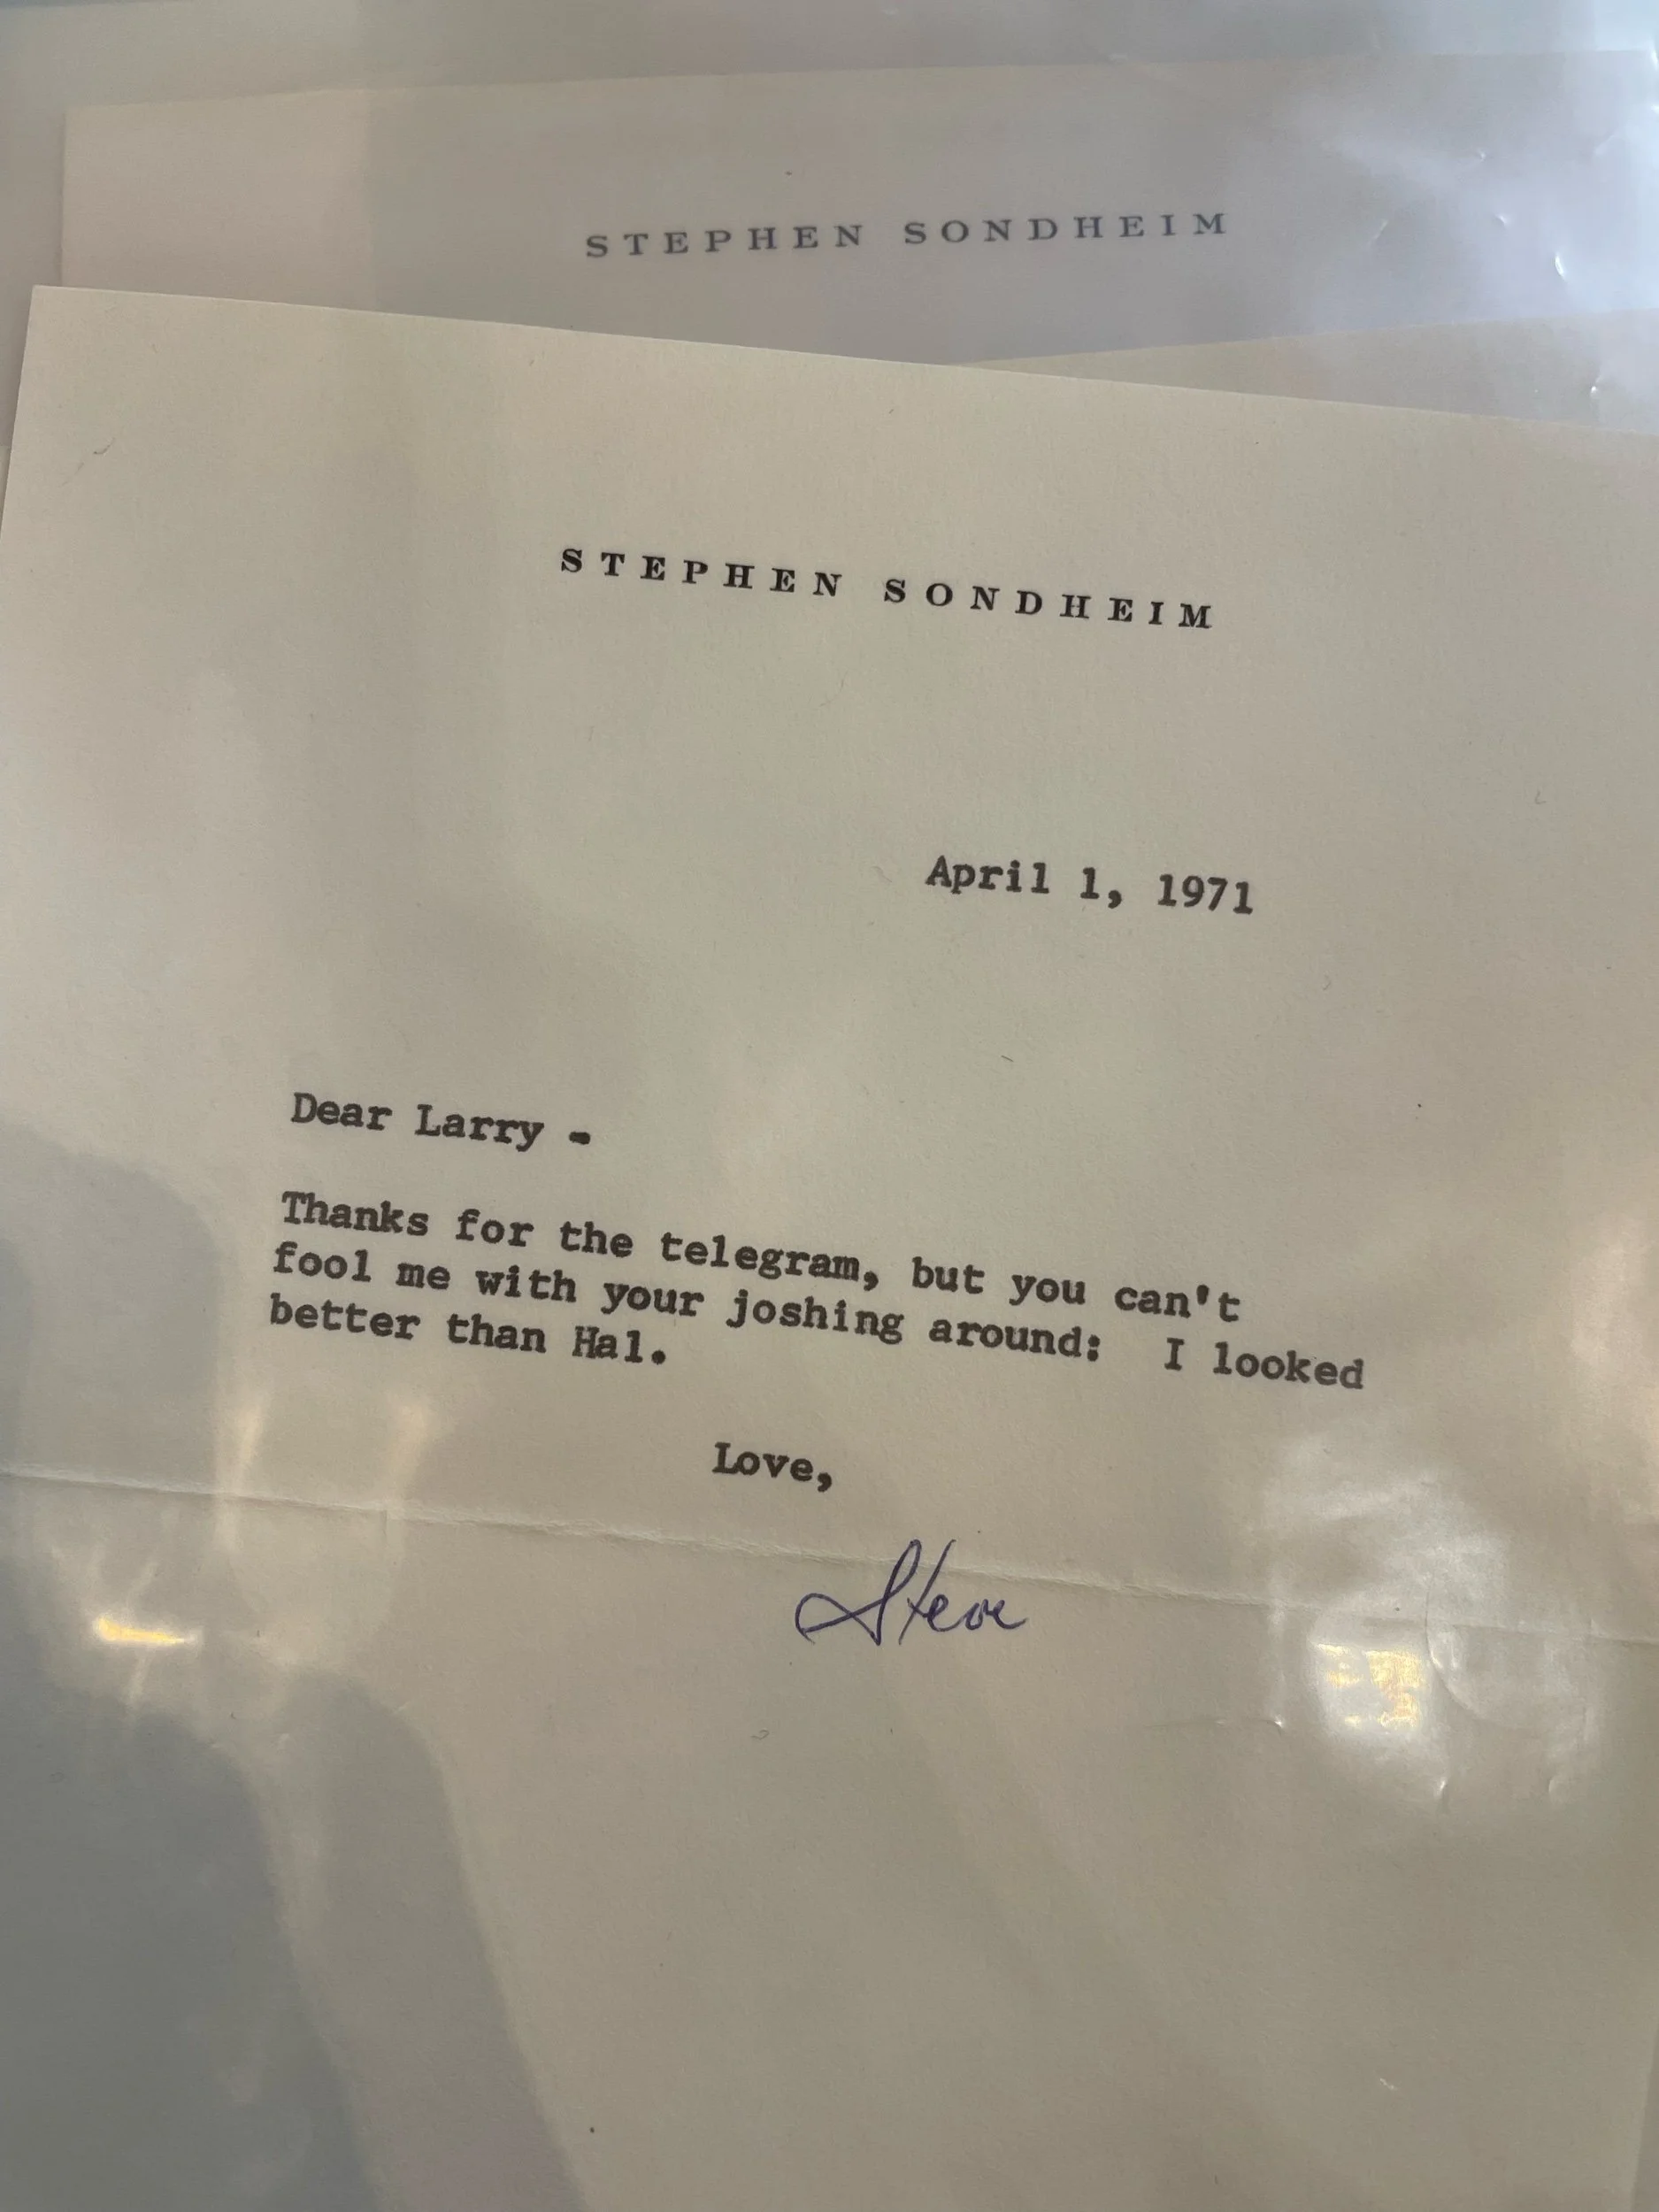 STEPHEN SONDHEIM
STEPHEN SONDHEIM
April 1, 1971
Dear Larry -
Thanks for the telegram, but you can't
fool me with your joshing around:  I looked
better than Hal.
Love,
Steve